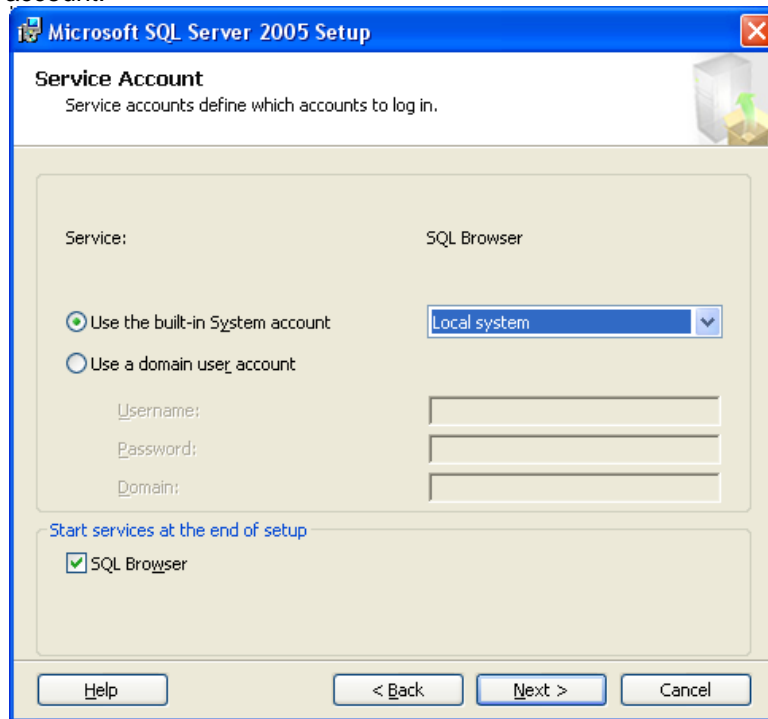 account.
Microsoft SQL Server 2005 Setup
Service Account
Service accounts define which accounts to log in.
Service: SQL Browser
Use the built-in System account Local system
Use a domain user account
Username:
Password:
Domain:
Start services at the end of setup
SQL Browser
Help < Back Next > Cancel